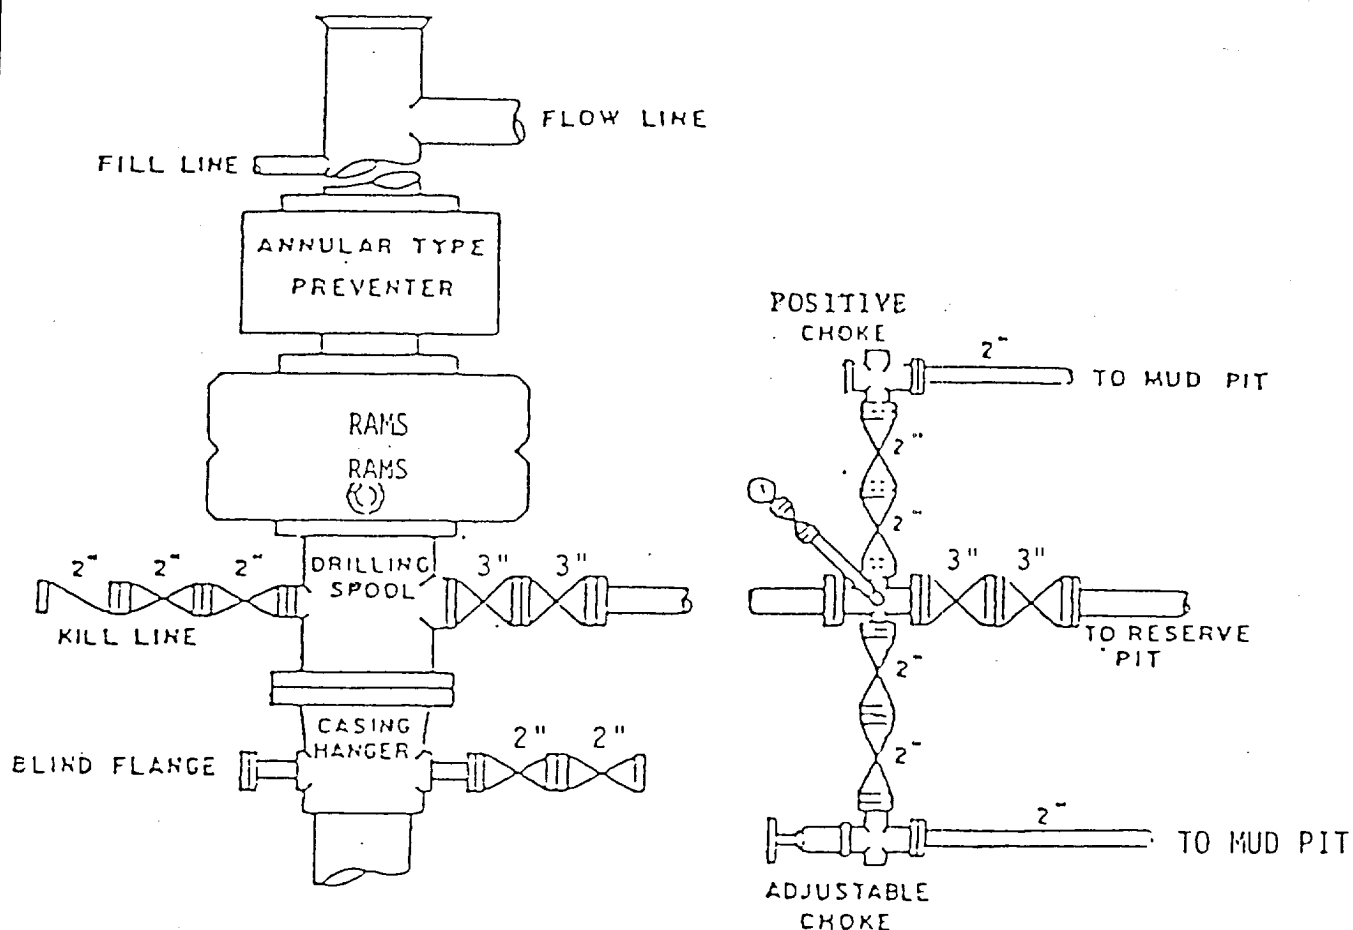 FLOW LINE
FILL LINE
ANNULAR TYPE
PREVENTER
POSITIVE
CHOKE
2"
TO MUD PIT
RAMS
2"
RAMS
2"
DRILLING
SPOOL
2" 2" 2"
3" 3"
3" 3"
KILL LINE
TO RESERVE
PIT
2"
CASING
HANGER
2" 2"
BLIND FLANGE
2"
2"
TO MUD PIT
ADJUSTABLE
CHOKE